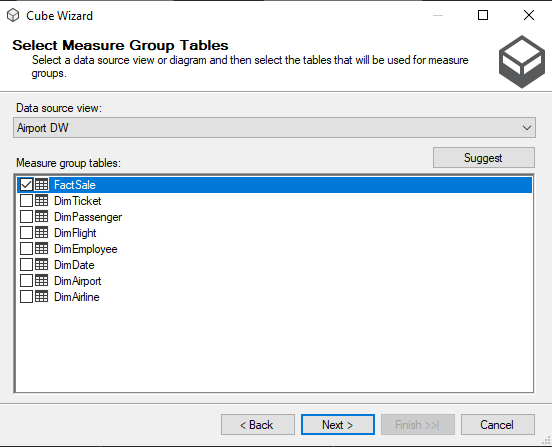 Cube Wizard
Select Measure Group Tables
Select a data source view or diagram and then select the tables that will be used for measure
groups.
Data source view:
Airport DW
Measure group tables:
Suggest
FactSale
DimTicket
DimPassenger
DimFlight
DimEmployee
DimDate
DimAirport
DimAirline
< Back
Next >
Finish >>|
Cancel